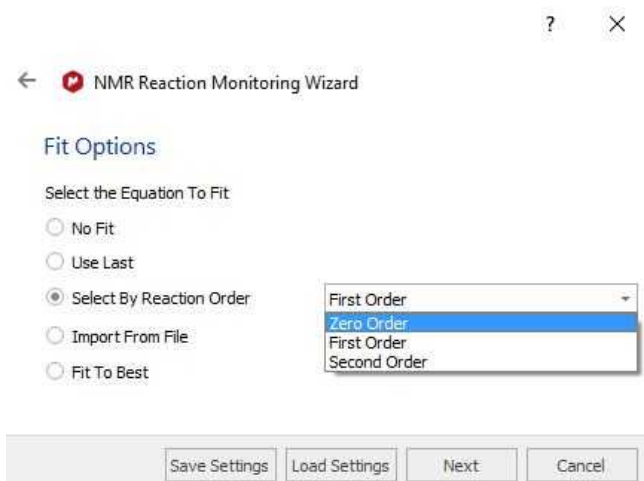 ?
← NMR Reaction Monitoring Wizard
Fit Options
Select the Equation To Fit
No Fit
Use Last
Select By Reaction Order
First Order
Zero Order
First Order
Second Order
Import From File
Fit To Best
Save Settings
Load Settings
Next
Cancel